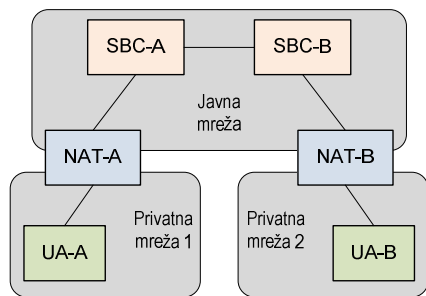 SBC-A
SBC-B
Javna
mreža
NAT-A
NAT-B
Privatna
mreža 1
Privatna
mreža 2
UA-A
UA-B